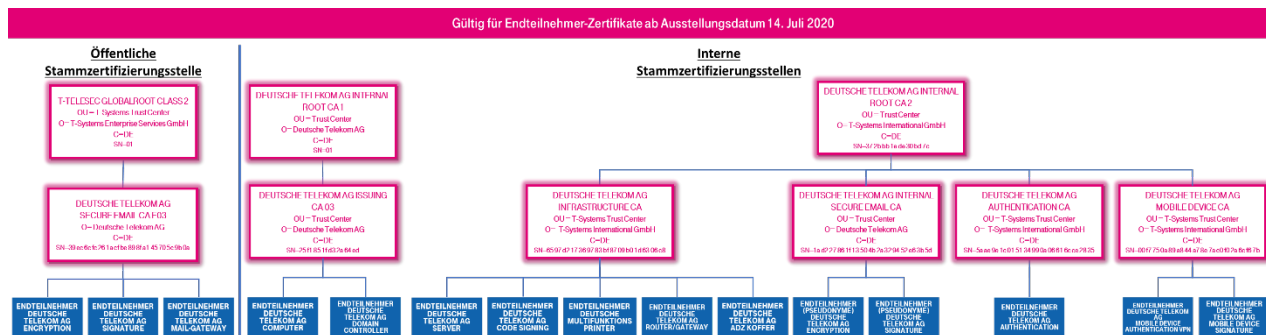 Gültig für Endteilnehmer-Zertifikate ab Ausstellungsdatum 14. Juli 2020
Öffentliche
Stammzertifizierungsstelle
Interne
Stammzertifizierungsstellen
T-TELESEC GLOBALROOT CLASS 2
OU=T-Systems Trust Center
O=T-Systems Enterprise Services GmbH
C=DE
SN=01
DEUTSCHE TELEKOM AG INTERNAL
ROOT CA 1
OU=Trust Center
O=Deutsche Telekom AG
C=DE
SN=01
DEUTSCHE TELEKOM AG INTERNAL
ROOT CA 2
OU=Trust Center
O=T-Systems International GmbH
C=DE
DEUTSCHE TELEKOM AG
SECURE EMAIL CA E03
O=Deutsche Telekom AG
C=DE
DEUTSCHE TELEKOM AG ISSUING
CA 03
OU=Trust Center
O=Deutsche Telekom AG
C=DE
DEUTSCHE TELEKOM AG
INFRASTRUCTURE CA
OU=T-Systems Trust Center
O=T-Systems International GmbH
C=DE
DEUTSCHE TELEKOM AG INTERNAL
SECURE EMAIL CA
OU=Trust Center
O=Deutsche Telekom AG
C=DE
DEUTSCHE TELEKOM AG
AUTHENTICATION CA
OU=T-Systems Trust Center
O=T-Systems International GmbH
C=DE
DEUTSCHE TELEKOM AG
MOBILE DEVICE CA
OU=T-Systems Trust Center
O=T-Systems International GmbH
C=DE
ENDTEILNEHMER
DEUTSCHE
TELEKOM AG
ENCRYPTION
ENDTEILNEHMER
DEUTSCHE
TELEKOM AG
SIGNATURE
ENDTEILNEHMER
DEUTSCHE
TELEKOM AG
MAIL-GATEWAY
ENDTEILNEHMER
DEUTSCHE
TELEKOM AG
COMPUTER
ENDTEILNEHMER
DEUTSCHE
TELEKOM AG
DOMAIN
CONTROLLER
ENDTEILNEHMER
DEUTSCHE
TELEKOM AG
SERVER
ENDTEILNEHMER
DEUTSCHE
TELEKOM AG
CODE SIGNING
ENDTEILNEHMER
DEUTSCHE
MULTIFUNKTIONS
PRINTER
ENDTEILNEHMER
DEUTSCHE
TELEKOM AG
ROUTER/GATEWAY
ENDTEILNEHMER
DEUTSCHE
TELEKOM AG
ADZ KOFFER
ENDTEILNEHMER
(PSEUDONYME)
DEUTSCHE
TELEKOM AG
ENCRYPTION
ENDTEILNEHMER
(PSEUDONYME)
DEUTSCHE
TELEKOM AG
SIGNATURE
ENDTEILNEHMER
DEUTSCHE
TELEKOM AG
AUTHENTICATION
ENDTEILNEHMER
DEUTSCHE TELEKOM
AG
MOBILE DEVICE
AUTHENTICATION VPN
ENDTEILNEHMER
DEUTSCHE
TELEKOM AG
MOBILE DEVICE
SIGNATURE